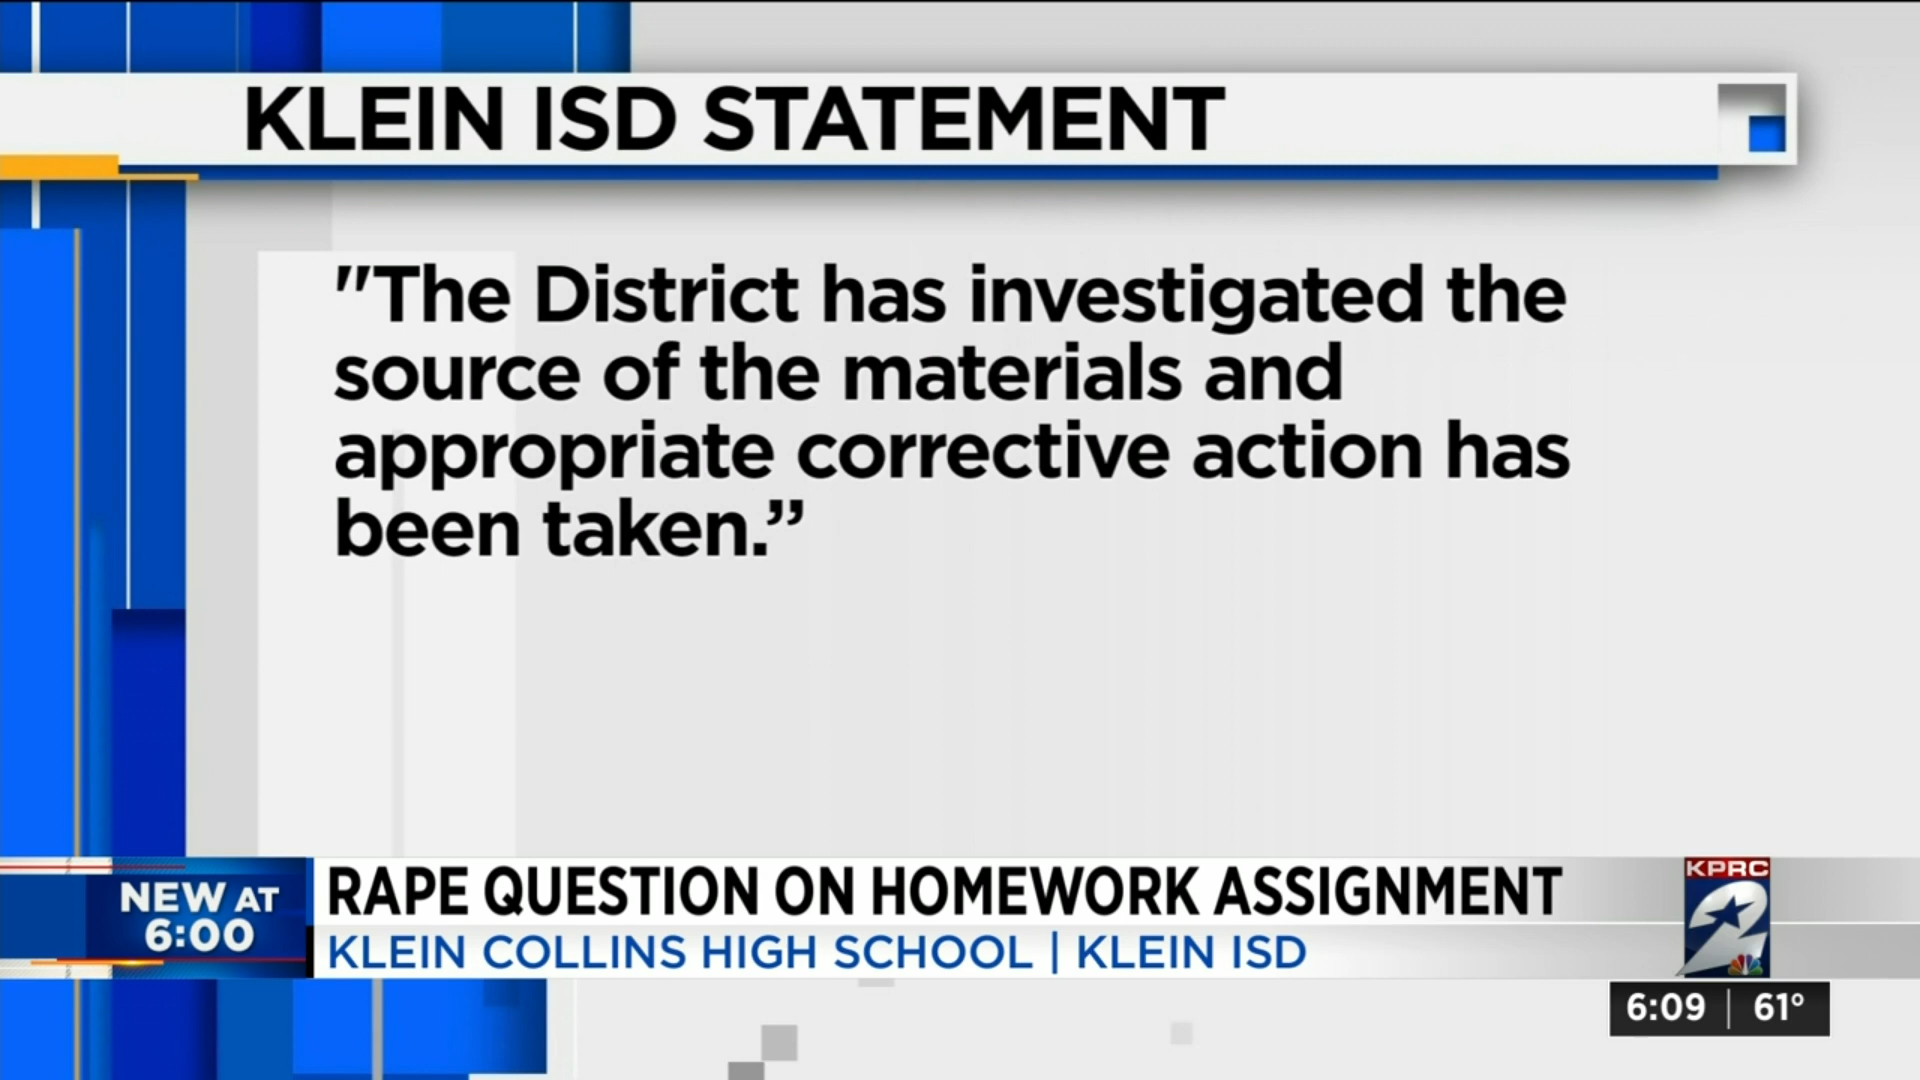 KLEIN ISD STATEMENT
"The District has investigated the
source of the materials and
appropriate corrective action has
been taken.”
NEW AT
6:00
RAPE QUESTION ON HOMEWORK ASSIGNMENT
KLEIN COLLINS HIGH SCHOOL | KLEIN ISD
KPRC
2
6:09 | 61°